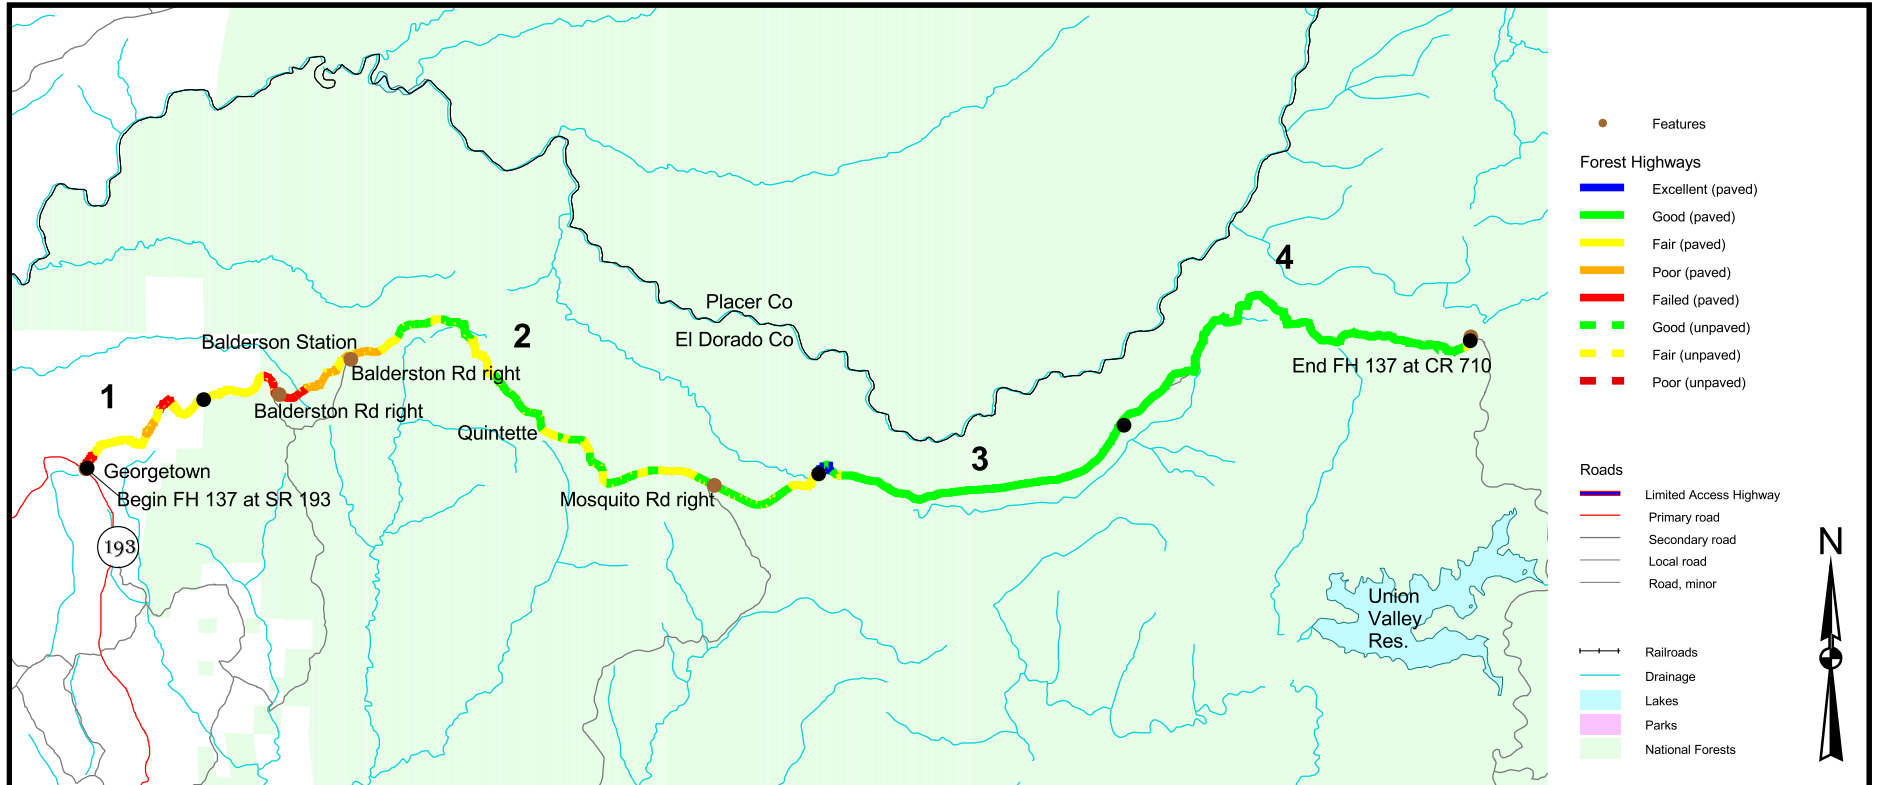 4
Placer Co
El Dorado Co
2
Balderson Station
Balderston Rd right
1
Balderston Rd right
End FH 137 at CR 710
Quintette
3
Georgetown
Begin FH 137 at SR 193
Mosquito Rd right
193
Union
Valley
Res.
Features
Forest Highways
Excellent (paved)
Good (paved)
Fair (paved)
Poor (paved)
Failed (paved)
Good (unpaved)
Fair (unpaved)
Poor (unpaved)
Roads
Limited Access Highway
Primary road
Secondary road
Local road
Road, minor
N
Railroads
Drainage
Lakes
Parks
National Forests